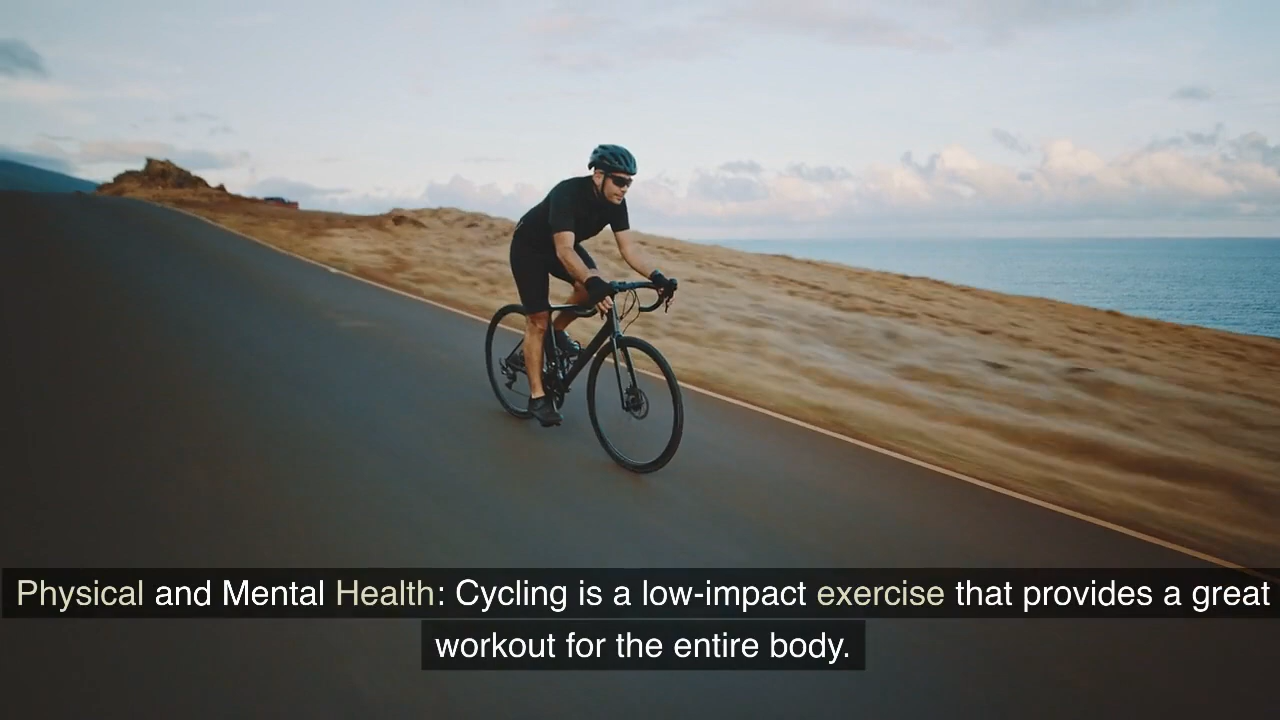 Physical and Mental Health: Cycling is a low-impact exercise that provides a great
workout for the entire body.